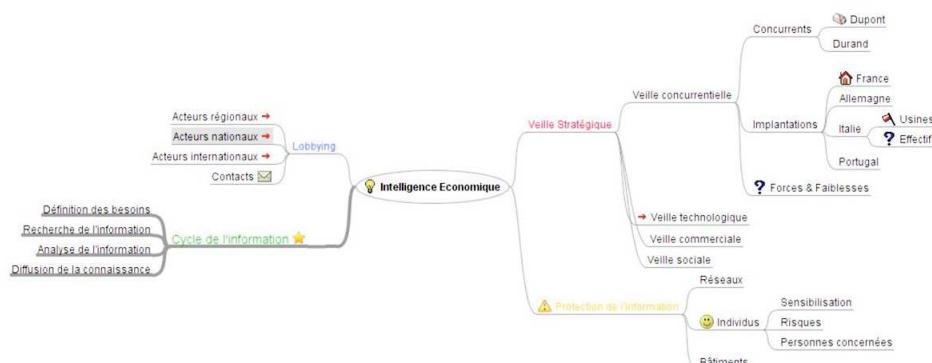 Intelligence Economique
Lobbying
Acteurs régionaux
Acteurs nationaux
Acteurs internationaux
Contacts
Cycle de l'information
Définition des besoins
Recherche de l'information
Analyse de l'information
Diffusion de la connaissance
Veille Stratégique
Veille concurrentielle
Concurrents
Dupont
Durand
Implantations
France
Allemagne
Italie
Usines
Effectif
Portugal
Forces & Faiblesses
Veille technologique
Veille commerciale
Veille sociale
Protection de l'information
Réseaux
Individus
Sensibilisation
Risques
Personnes concernées
Bâtiments